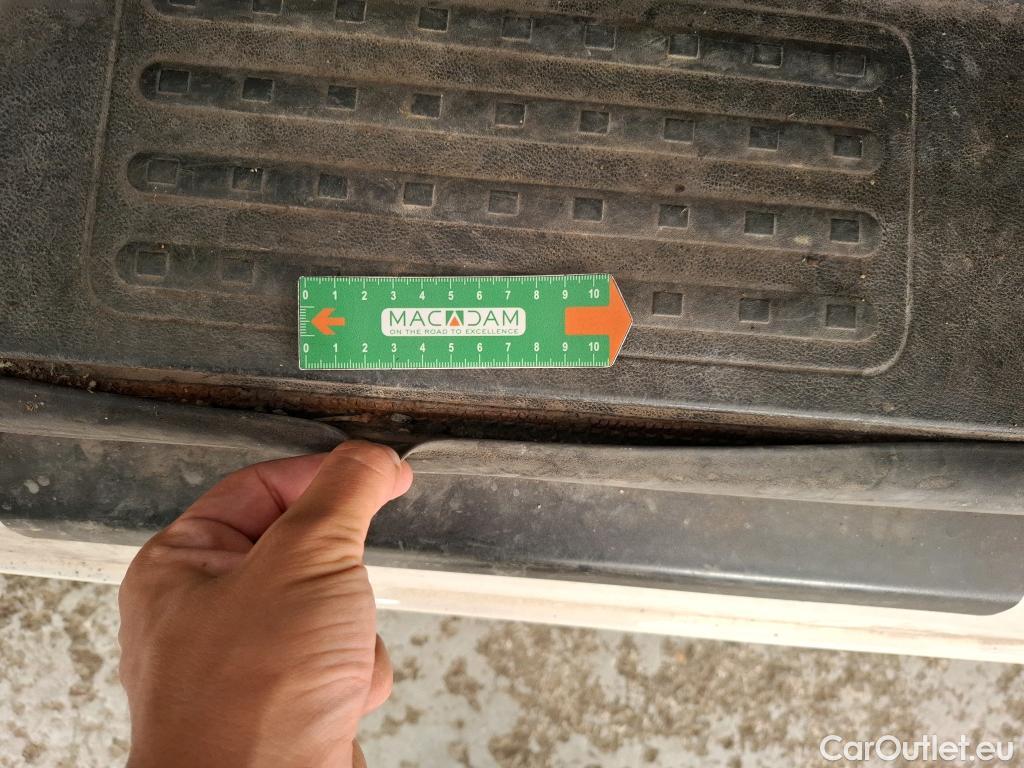 0 1 2 3 4 5 6 7 8 9 10
MACADAM
ON THE ROAD TO EXCELLENCE
0 1 2 3 4 5 6 7 8 9 10
CarOutlet.eu